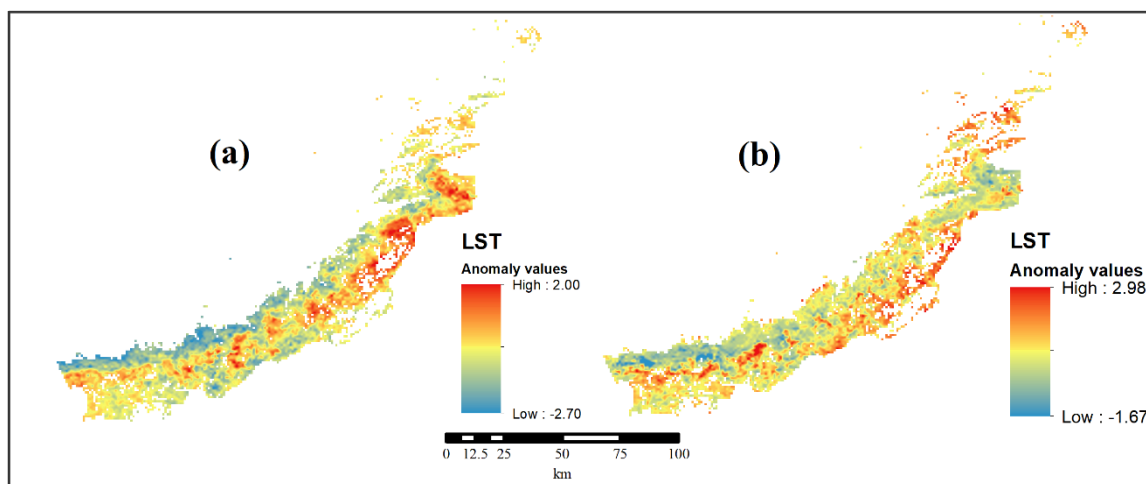 (a)
LST
Anomaly values
High : 2.00
Low : -2.70
(b)
LST
Anomaly values
High : 2.98
Low : -1.67
0 12.5 25 50 75 100
km